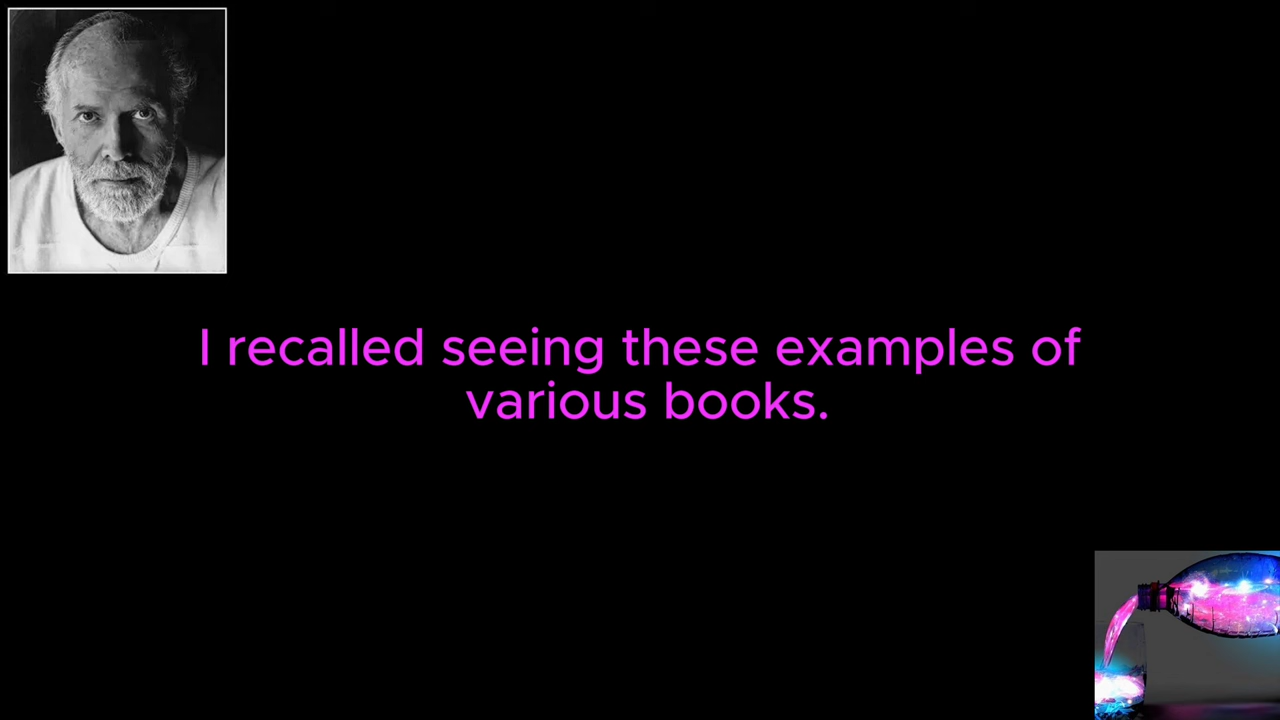 I recalled seeing these examples of
various books.